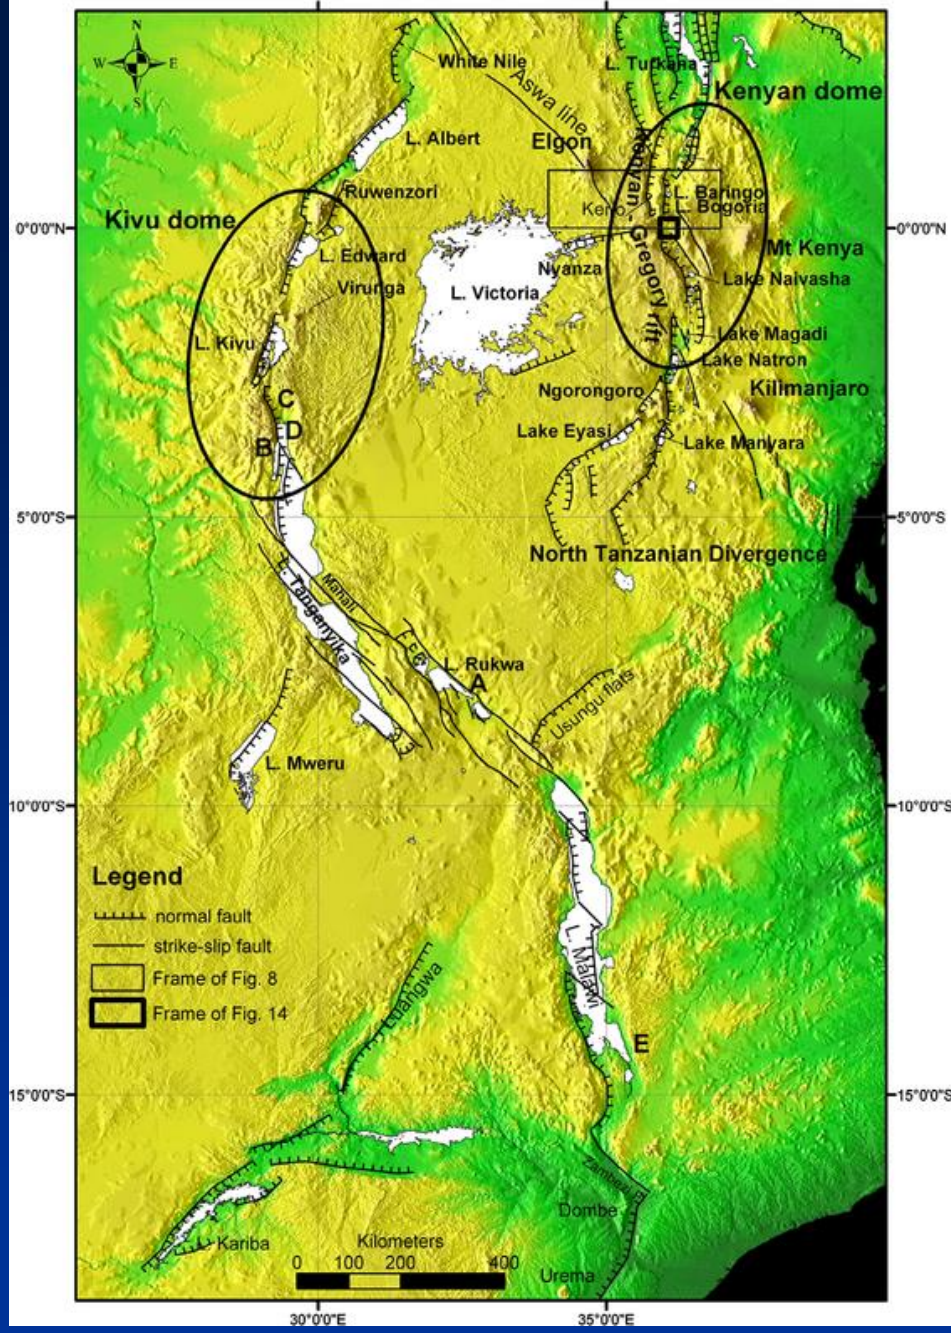 N
W E
S
White Nile
Aswa line
L. Turkana
Kenyan dome
L. Albert
Elgon
Ruwenzori
L. Baringo
L. Bogoria
Kivu dome
0°0'0"N
0°0'0"N
Kenyan - Gregory rift
L. Edward
Nyanza
Mt Kenya
Virunga
L. Victoria
Lake Naivasha
L. Kivu
Lake Magadi
Lake Natron
C
Ngorongoro
Kilimanjaro
D
B
Lake Eyasi
Lake Manyara
5°0'0"S
5°0'0"S
North Tanzanian Divergence
Mahali
L. Tanganyika
L. Rukwa
A
Usungu flats
L. Mweru
10°0'0"S
10°0'0"S
Legend
normal fault
strike-slip fault
Frame of Fig. 8
Frame of Fig. 14
L. Malawi
Luangwa
E
15°0'0"S
15°0'0"S
Zambezi
Dombe
Kariba
Kilometers
0 100 200 400
Urema
30°0'0"E
35°0'0"E